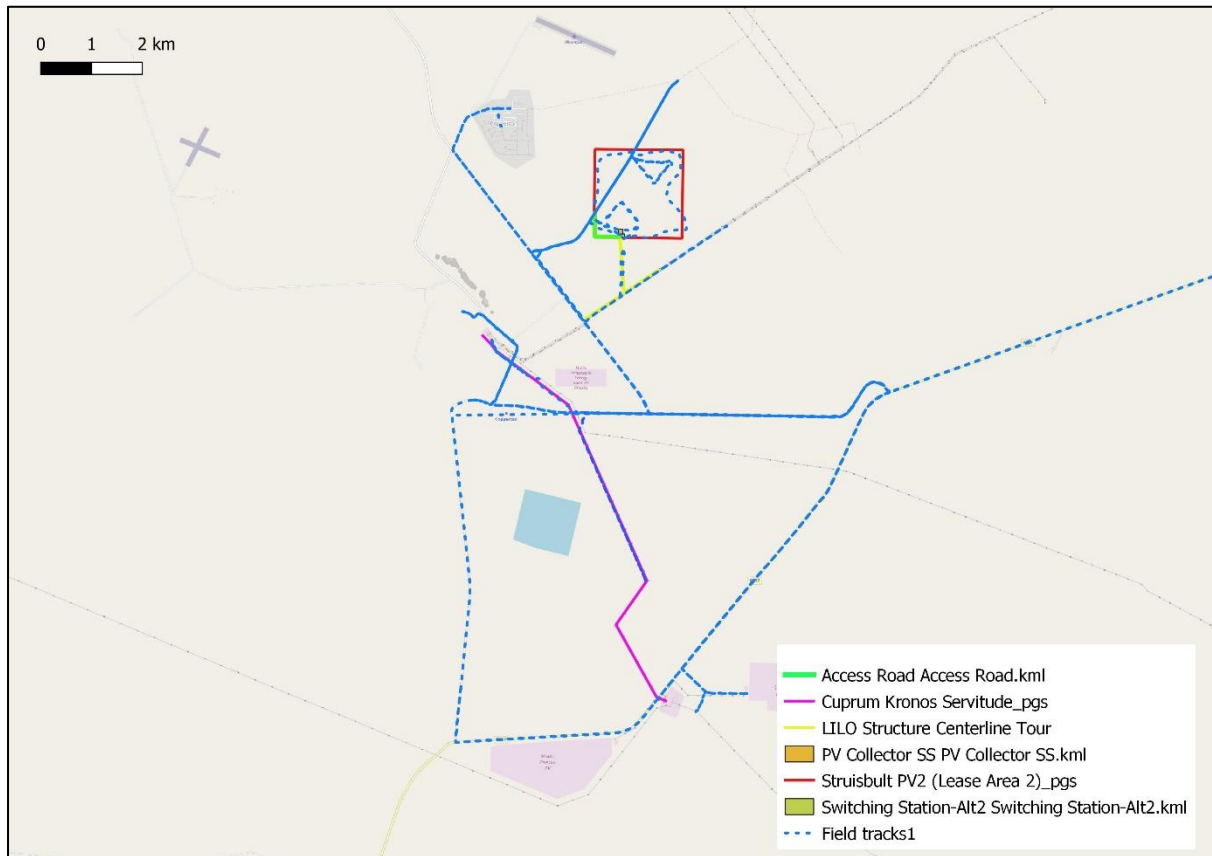 0 1 2 km
Access Road Access Road.kml
Cuprum Kronos Servitude_pgs
LILO Structure Centerline Tour
PV Collector SS PV Collector SS.kml
Struisbult PV2 (Lease Area 2)_pgs
Switching Station-Alt2 Switching Station-Alt2.kml
Field tracks1